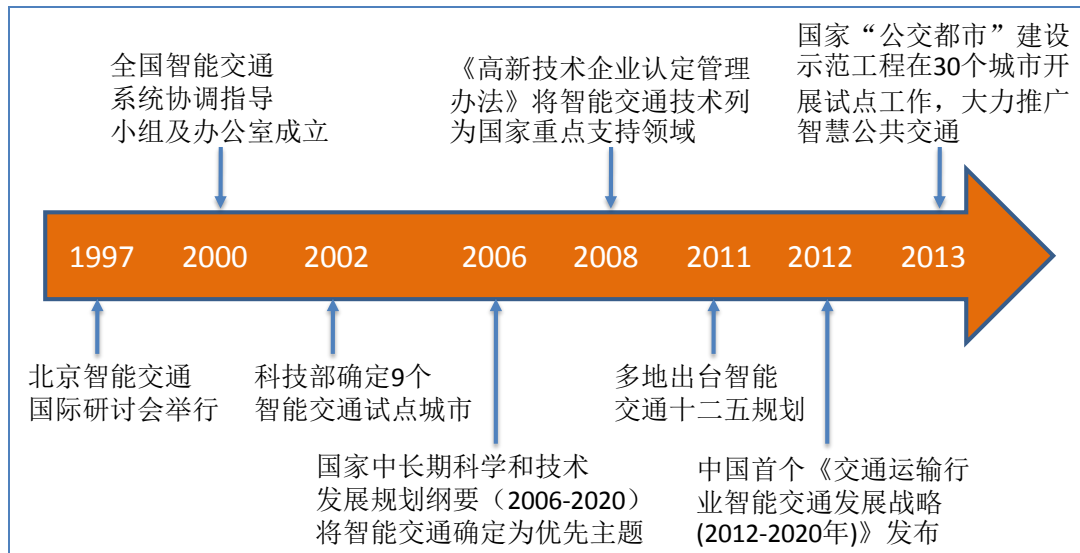 全国智能交通
系统协调指导
小组及办公室成立
《高新技术企业认定管理
办法》将智能交通技术列
为国家重点支持领域
国家“公交都市”建设
示范工程在30个城市开
展试点工作，大力推广
智慧公共交通
1997 2000 2002 2006 2008 2011 2012 2013
北京智能交通
国际研讨会举行
科技部确定9个
智能交通试点城市
多地出台智能
交通十二五规划
国家中长期科学和技术
发展规划纲要（2006-2020）
将智能交通确定为优先主题
中国首个《交通运输行
业智能交通发展战略
(2012-2020年)》发布